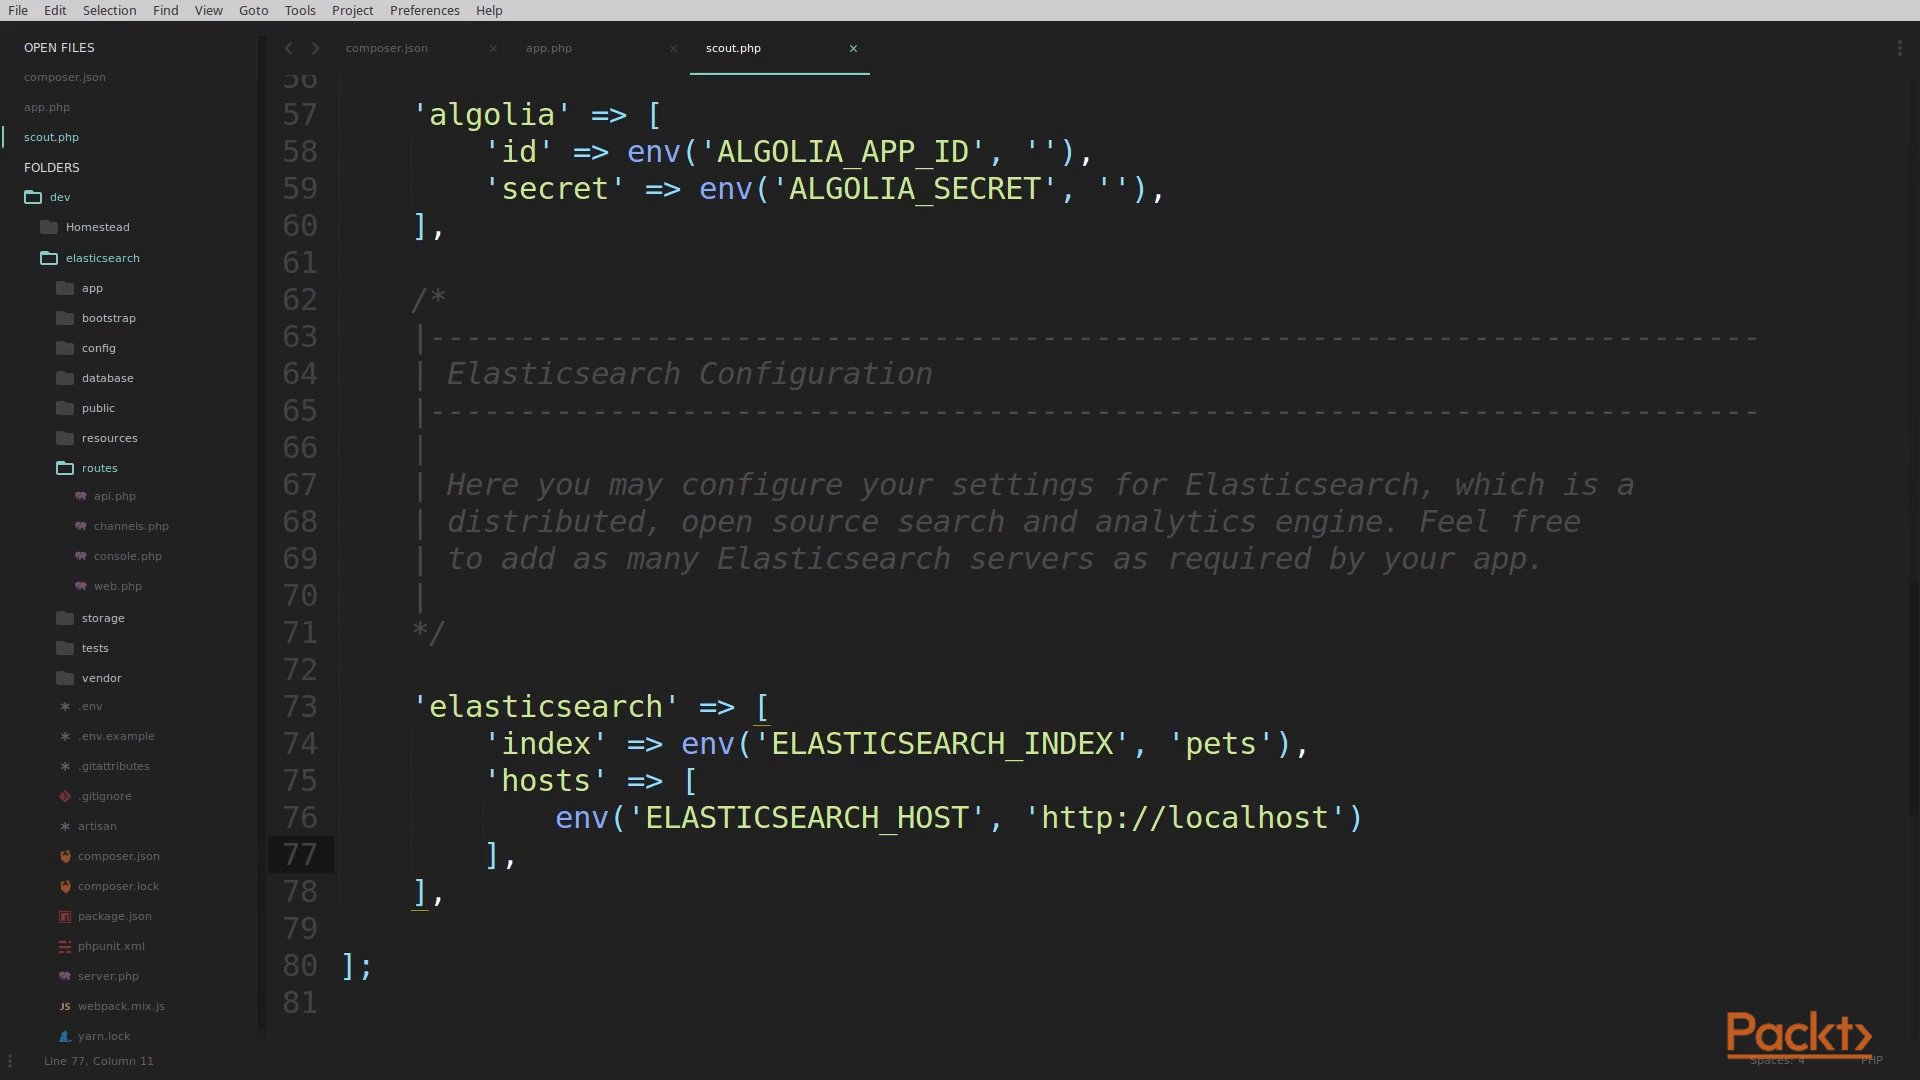 File Edit Selection Find View Goto Tools Project Preferences Help
OPEN FILES
composer.json
app.php
scout.php
FOLDERS
dev
Homestead
elasticsearch
app
bootstrap
config
database
public
resources
routes
api.php
channels.php
console.php
web.php
storage
tests
vendor
.env
.env.example
.gitattributes
.gitignore
artisan
composer.json
composer.lock
package.json
phpunit.xml
server.php
JS webpack.mix.js
yarn.lock
composer.json × app.php × scout.php ×
56
57 'algolia' => [
58 'id' => env('ALGOLIA_APP_ID', ''),
59 'secret' => env('ALGOLIA_SECRET', ''),
60 ],
61
62 /*
63 |--------------------------------------------------------------------------
64 | Elasticsearch Configuration
65 |--------------------------------------------------------------------------
66 |
67 | Here you may configure your settings for Elasticsearch, which is a
68 | distributed, open source search and analytics engine. Feel free
69 | to add as many Elasticsearch servers as required by your app.
70 |
71 */
72
73 'elasticsearch' => [
74 'index' => env('ELASTICSEARCH_INDEX', 'pets'),
75 'hosts' => [
76 env('ELASTICSEARCH_HOST', 'http://localhost')
77 ],
78 ],
79
80 ];
81
Packt>
Line 77, Column 11 Spaces: 4 PHP